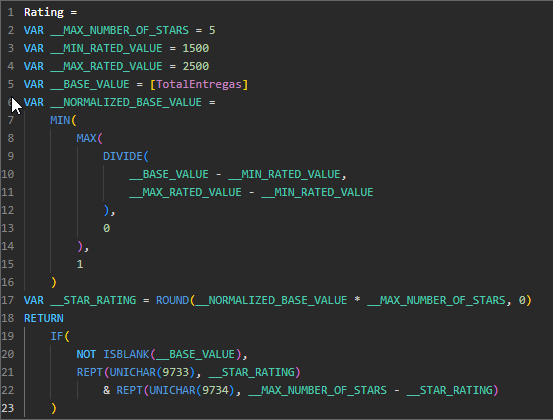 1 Rating =
2 VAR __MAX_NUMBER_OF_STARS = 5
3 VAR __MIN_RATED_VALUE = 1500
4 VAR __MAX_RATED_VALUE = 2500
5 VAR __BASE_VALUE = [TotalEntregas]
6 VAR __NORMALIZED_BASE_VALUE =
7     MIN(
8         MAX(
9             DIVIDE(
10                 __BASE_VALUE - __MIN_RATED_VALUE,
11                 __MAX_RATED_VALUE - __MIN_RATED_VALUE
12             ),
13             0
14         ),
15         1
16     )
17 VAR __STAR_RATING = ROUND(__NORMALIZED_BASE_VALUE * __MAX_NUMBER_OF_STARS, 0)
18 RETURN
19     IF(
20         NOT ISBLANK(__BASE_VALUE),
21         REPT(UNICHAR(9733), __STAR_RATING)
22             & REPT(UNICHAR(9734), __MAX_NUMBER_OF_STARS - __STAR_RATING)
23     )